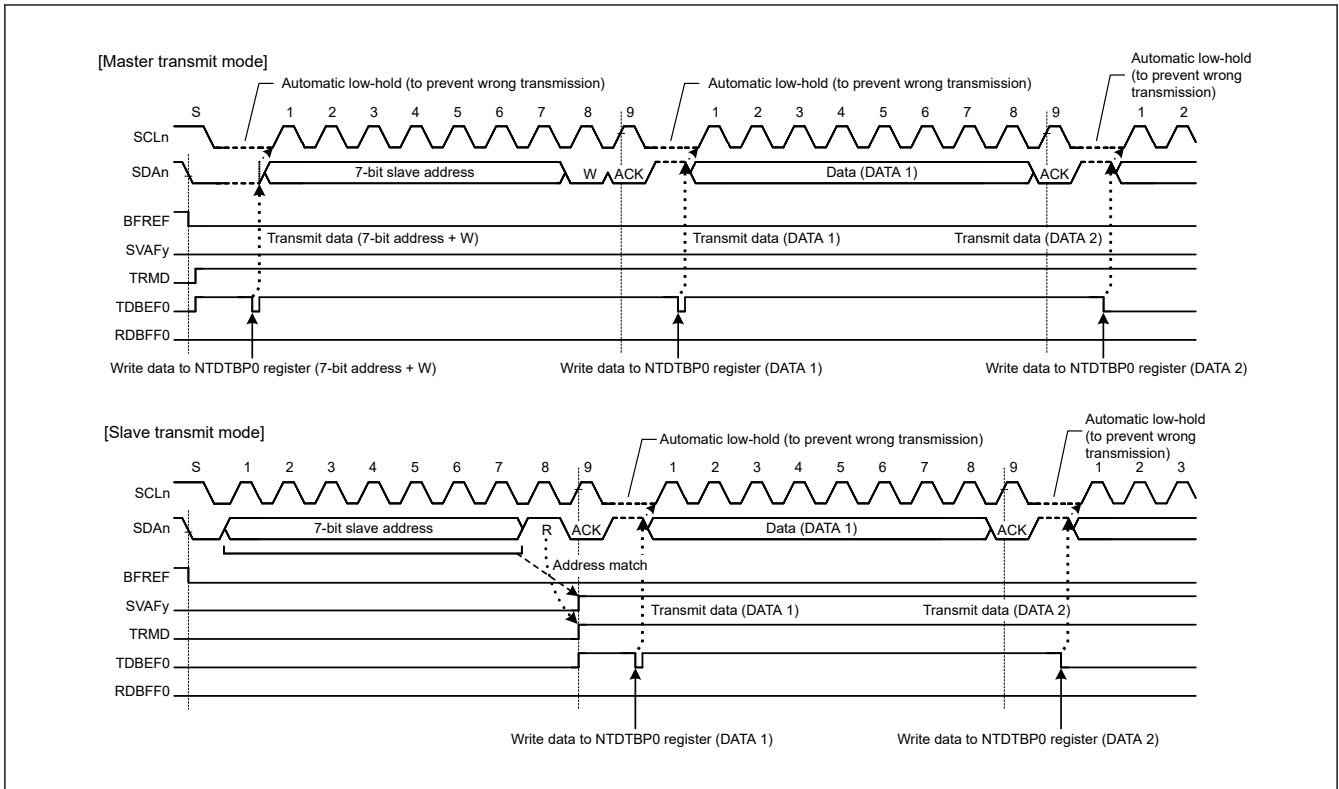 [Master transmit mode]
Automatic low-hold (to prevent wrong transmission)
Automatic low-hold (to prevent wrong transmission)
Automatic low-hold
(to prevent wrong
transmission)
S 1 2 3 4 5 6 7 8 9 1 2 3 4 5 6 7 8 9 1 2
SCLn
SDAn 7-bit slave address W ACK Data (DATA 1) ACK
BFREF
Transmit data (7-bit address + W) Transmit data (DATA 1) Transmit data (DATA 2)
SVAFy
TRMD
TDBEF0
RDBFF0
Write data to NTDTBP0 register (7-bit address + W) Write data to NTDTBP0 register (DATA 1) Write data to NTDTBP0 register (DATA 2)
[Slave transmit mode]
Automatic low-hold (to prevent wrong transmission)
Automatic low-hold
(to prevent wrong
transmission)
S 1 2 3 4 5 6 7 8 9 1 2 3 4 5 6 7 8 9 1 2 3
SCLn
SDAn 7-bit slave address R ACK Data (DATA 1) ACK
Address match
BFREF
SVAFy Transmit data (DATA 1) Transmit data (DATA 2)
TRMD
TDBEF0
RDBFF0
Write data to NTDTBP0 register (DATA 1) Write data to NTDTBP0 register (DATA 2)